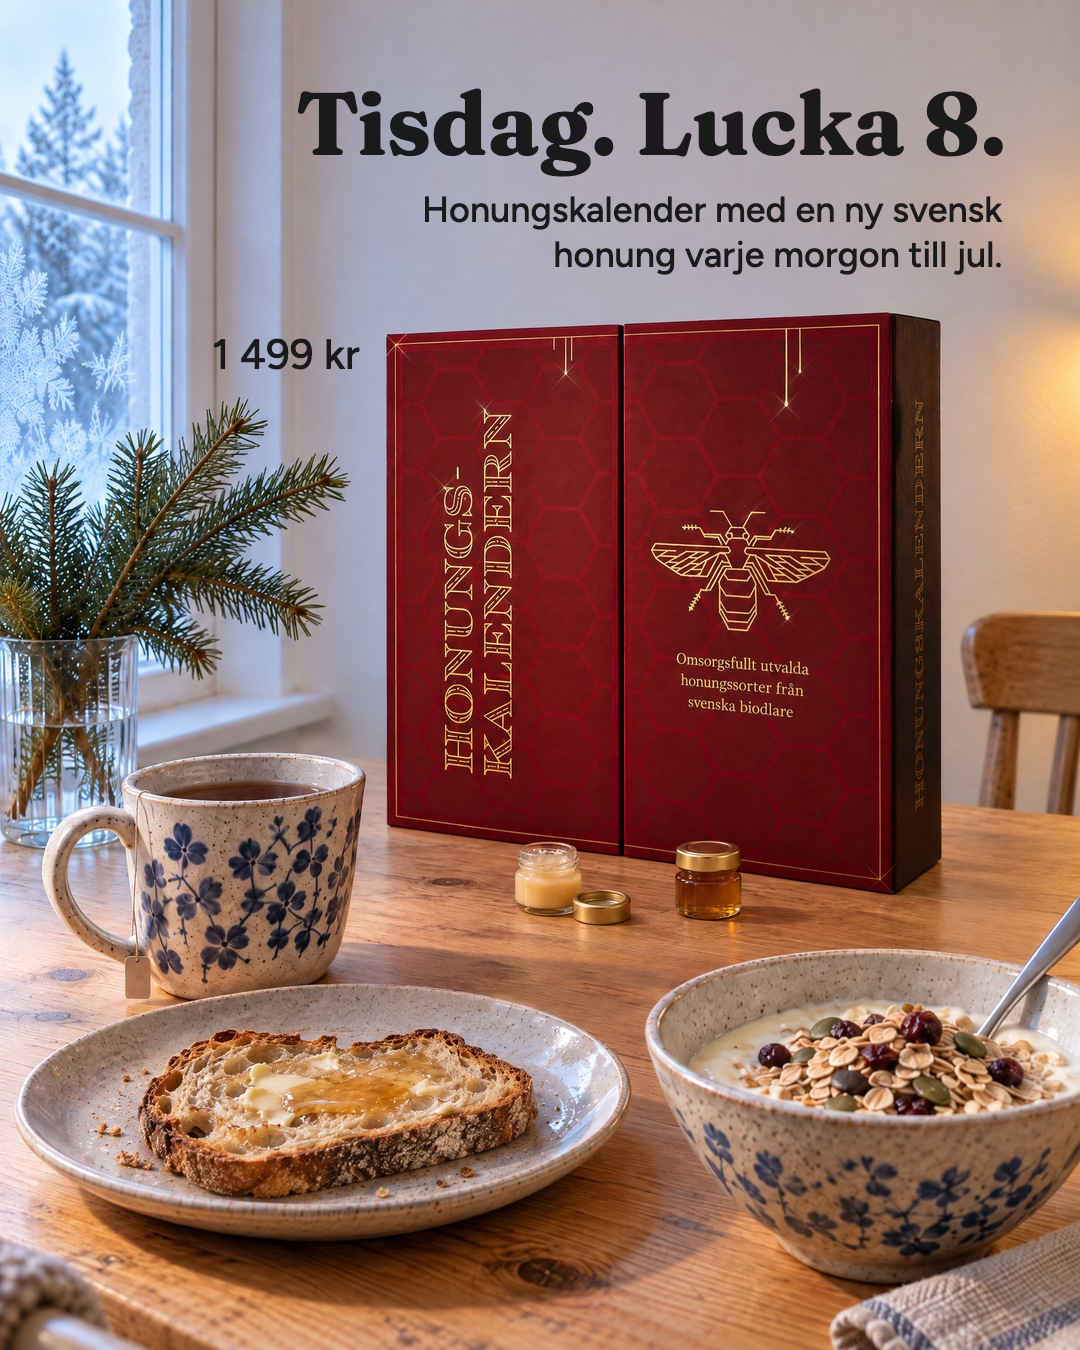 Tisdag. Lucka 8.
Honungskalender med en ny svensk
honung varje morgon till jul.
1 499 kr
HONUNGS-
KALENDERN
Omsorgsfullt utvalda
honungssorter från
svenska biodlare
HONUNGSKALENDERN